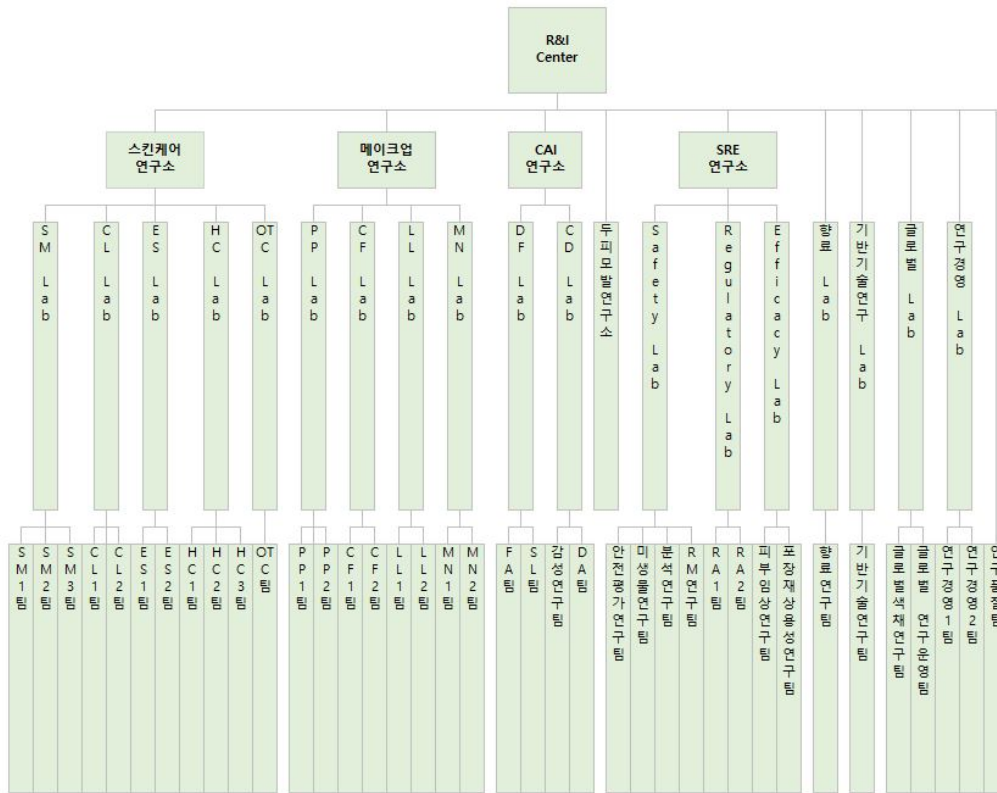 R&I
Center
스킨케어
연구소
메이크업
연구소
CAI
연구소
SRE
연구소
SM Lab
CL Lab
ES Lab
HC Lab
OTC Lab
PP Lab
CF Lab
LL Lab
MN Lab
DF Lab
CD Lab
두피모발연구소
Safety Lab
Regulatory Lab
Efficacy Lab
향료 Lab
기반기술연구 Lab
글로벌 Lab
연구경영 Lab
SM1팀
SM2팀
SM3팀
CL1팀
CL2팀
ES1팀
ES2팀
HC1팀
HC2팀
HC3팀
OTC팀
PP1팀
PP2팀
CF1팀
CF2팀
LL1팀
LL2팀
MN1팀
MN2팀
FA팀
SL팀
감성연구팀
DA팀
안전평가연구팀
미생물연구팀
분석연구팀
RM연구팀
RA1팀
RA2팀
피부임상연구팀
포장재상용성연구팀
향료연구팀
기반기술연구팀
글로벌색채연구팀
글로벌 연구운영팀
연구경영1팀
연구경영2팀